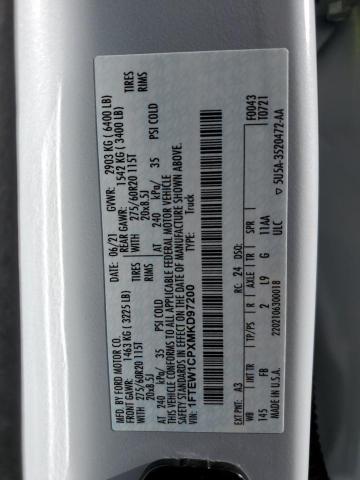 MFD. BY FORD MOTOR CO.
DATE: 06/21 GVWR: 2903 KG ( 6400 LB)
FRONT GAWR: 1463 KG ( 3225 LB) REAR GAWR: 1542 KG ( 3400 LB)
WITH 275/60R20 115T TIRES WITH 275/60R20 115T TIRES
20x8.5J RIMS 20x8.5J RIMS
AT 240 kPa/ 35 PSI COLD AT 240 kPa/ 35 PSI COLD
THIS VEHICLE CONFORMS TO ALL APPLICABLE FEDERAL MOTOR VEHICLE SAFETY
STANDARDS IN EFFECT ON THE DATE OF MANUFACTURE SHOWN ABOVE.
VIN: 1FTEW1CPXMKD97200
TYPE: Truck
F0043
T0721
EXT PNT: A3 RC: 24 DSO:
WB INT TR TP/PS R AXLE TR SPR
145 FB 2 L9 G 11AA ULC
MADE IN U.S.A. 2202106300018
5U5A-3520472-AA